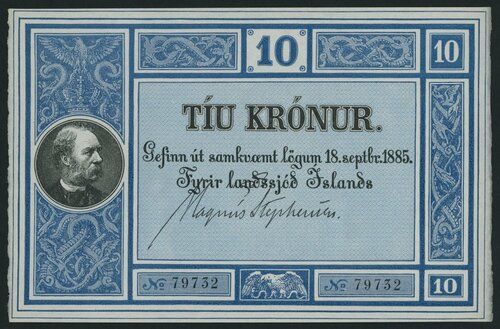 10 10
TÍU KRÓNUR.
Gefinn út samkvæmt lögum 18. septbr. 1885.
Fyrir landssjóð Íslands
Magnús Stephensen.
No 79732 No 79732 10